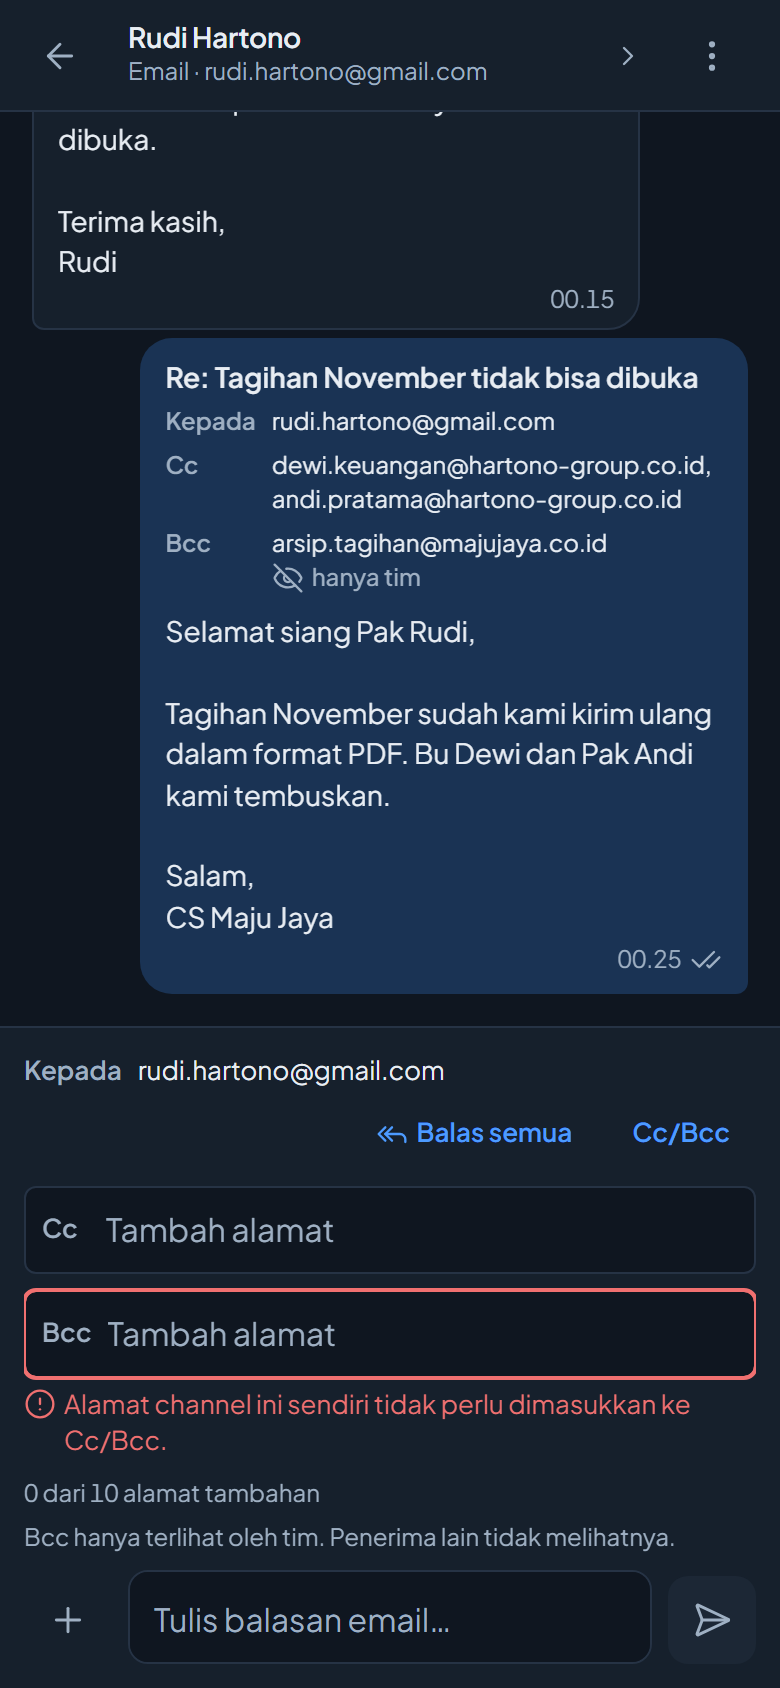 Rudi Hartono
Email · rudi.hartono@gmail.com
dibuka.
Terima kasih,
Rudi
00.15
Re: Tagihan November tidak bisa dibuka
Kepada rudi.hartono@gmail.com
Cc dewi.keuangan@hartono-group.co.id,
andi.pratama@hartono-group.co.id
Bcc arsip.tagihan@majujaya.co.id
hanya tim
Selamat siang Pak Rudi,
Tagihan November sudah kami kirim ulang
dalam format PDF. Bu Dewi dan Pak Andi
kami tembuskan.
Salam,
CS Maju Jaya
00.25
Kepada rudi.hartono@gmail.com
Balas semua Cc/Bcc
Cc Tambah alamat
Bcc Tambah alamat
Alamat channel ini sendiri tidak perlu dimasukkan ke
Cc/Bcc.
0 dari 10 alamat tambahan
Bcc hanya terlihat oleh tim. Penerima lain tidak melihatnya.
Tulis balasan email...